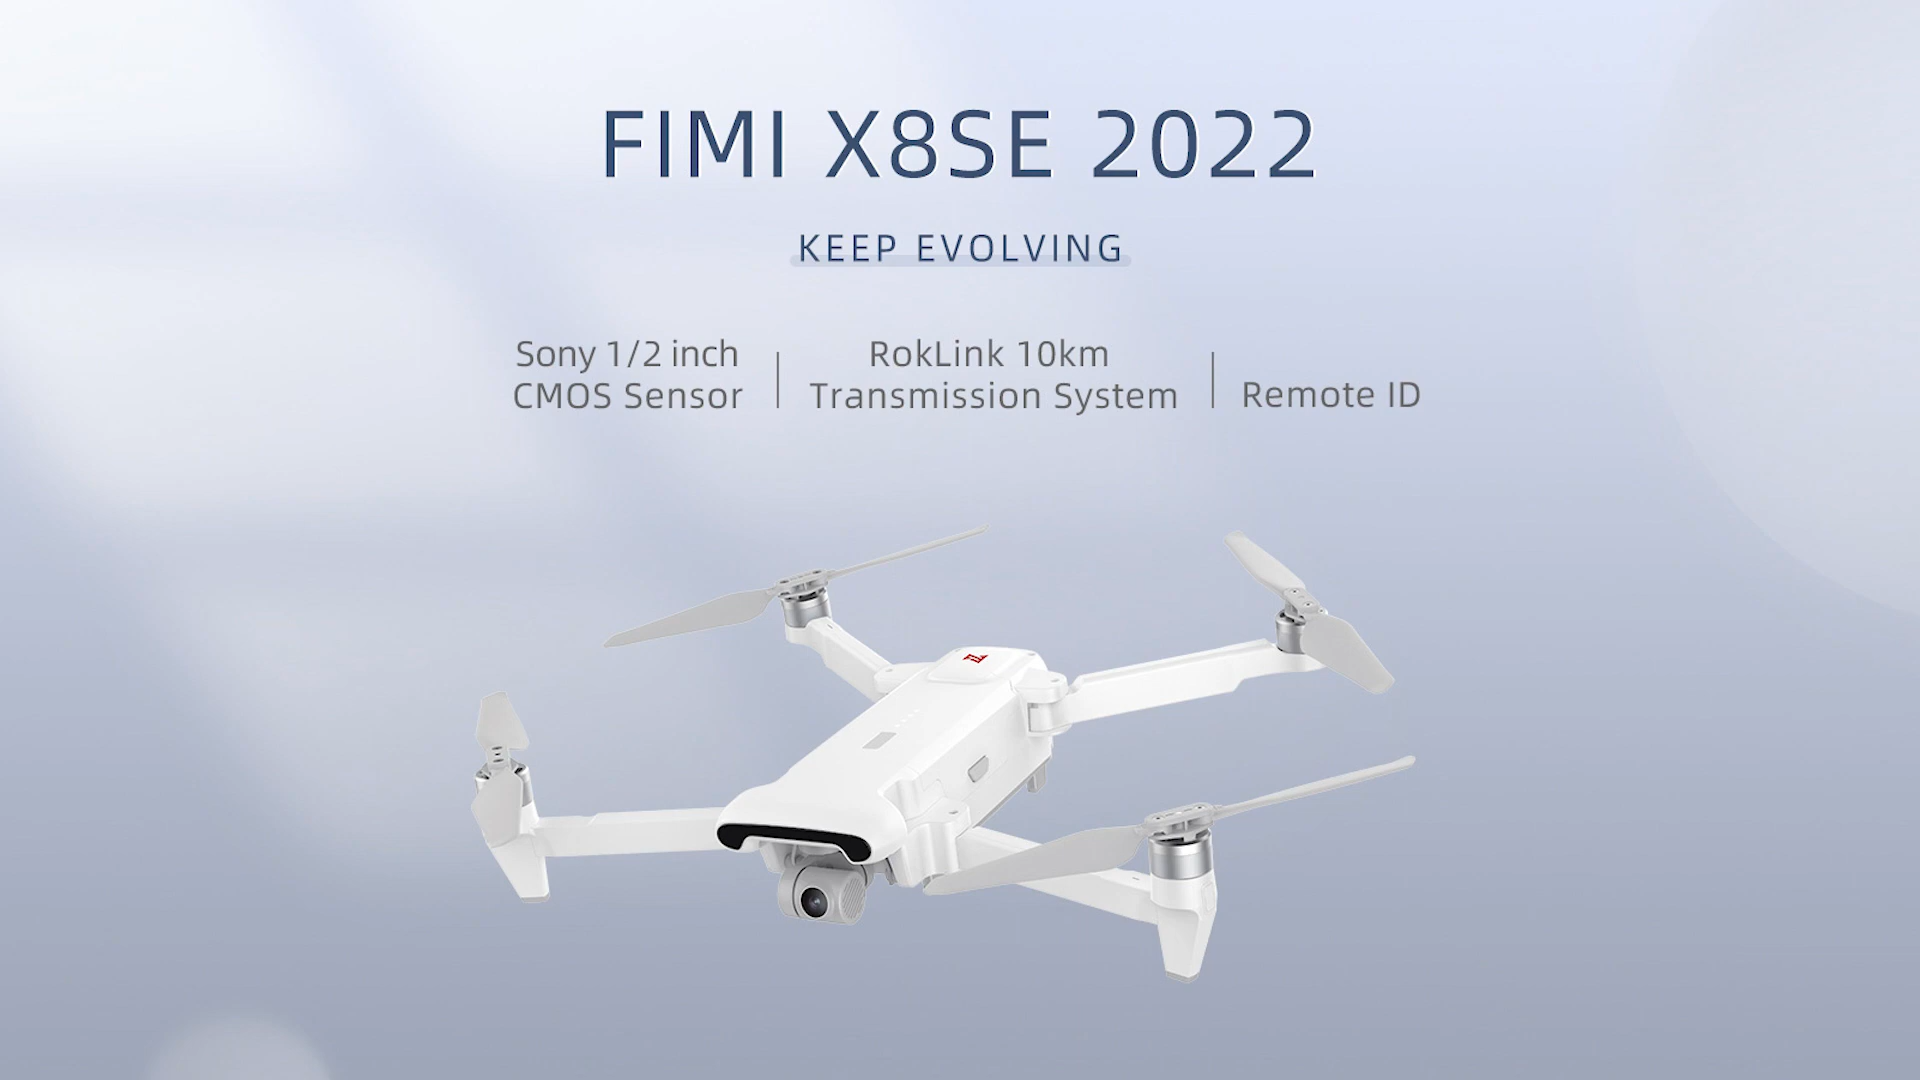 FIMI X8SE 2022
KEEP EVOLVING
Sony 1/2 inch
CMOS Sensor
RokLink 10km
Transmission System
Remote ID